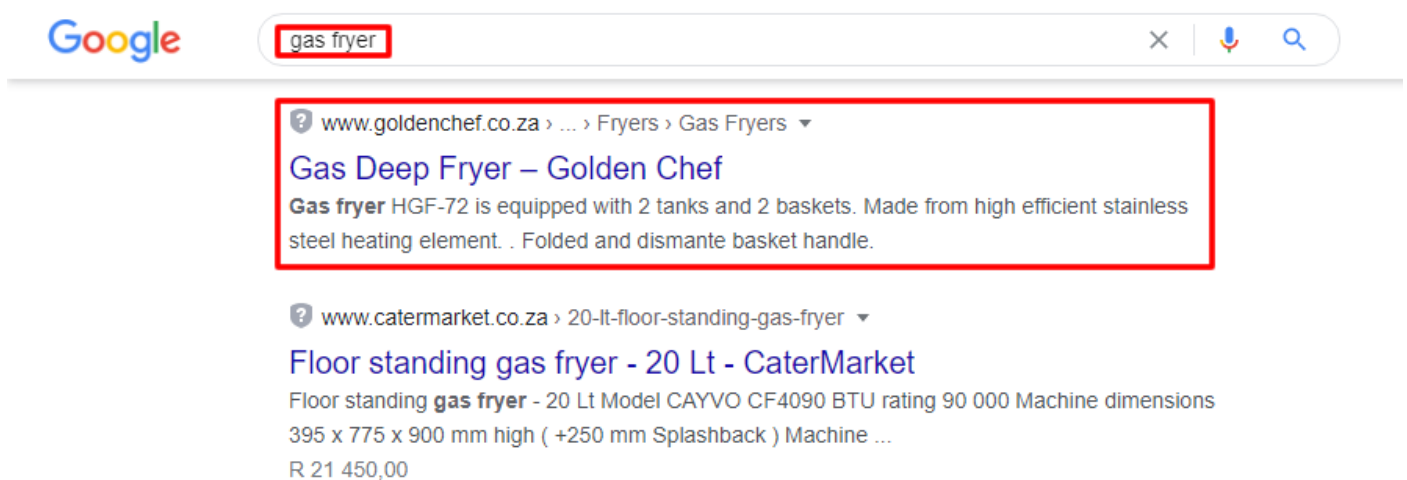 Google
gas fryer
www.goldenchef.co.za › ... › Fryers › Gas Fryers
Gas Deep Fryer – Golden Chef
Gas fryer HGF-72 is equipped with 2 tanks and 2 baskets. Made from high efficient stainless
steel heating element. . Folded and dismante basket handle.
www.catermarket.co.za › 20-lt-floor-standing-gas-fryer
Floor standing gas fryer - 20 Lt - CaterMarket
Floor standing gas fryer - 20 Lt Model CAYVO CF4090 BTU rating 90 000 Machine dimensions
395 x 775 x 900 mm high ( +250 mm Splashback ) Machine ...
R 21 450,00